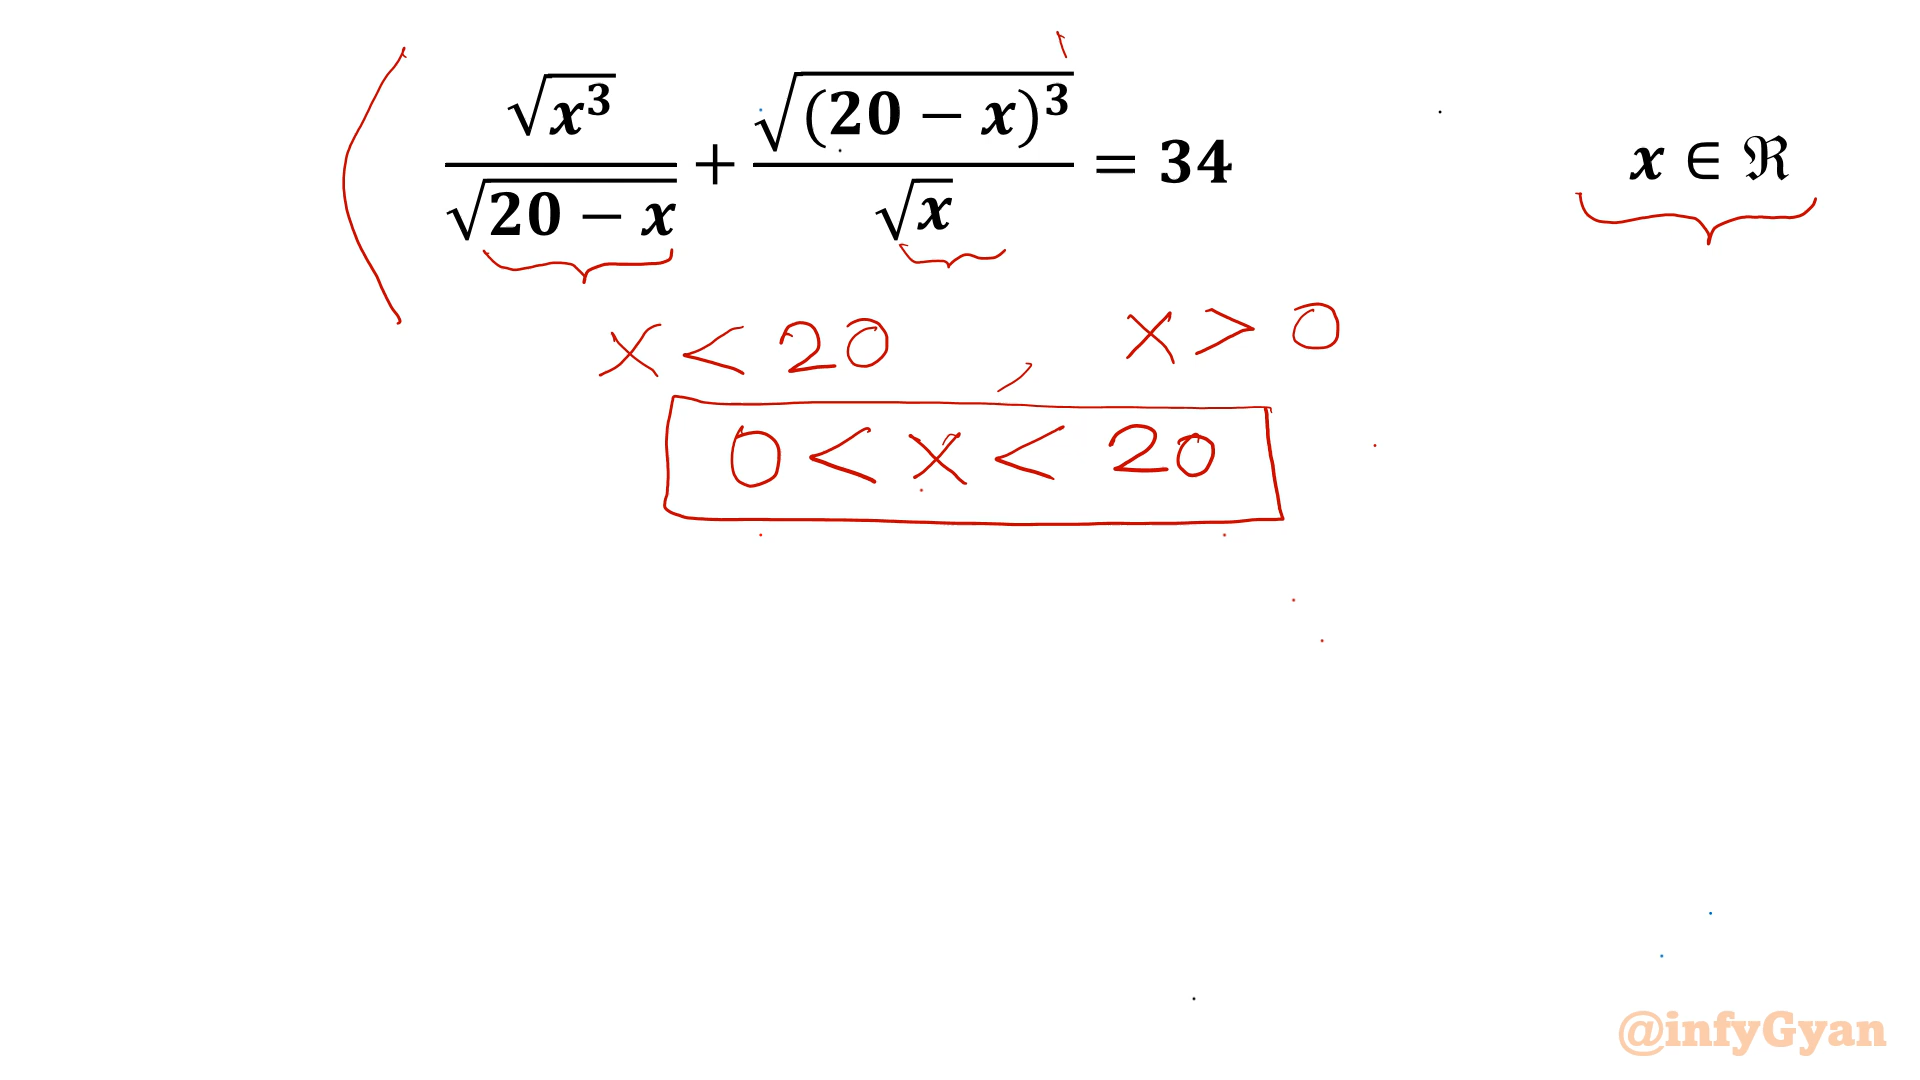 √x³/√(20 − x) + √(20 − x)³/√x = 34
x ∈ ℜ
x < 20 , x > 0
0 < x < 20
@infyGyan